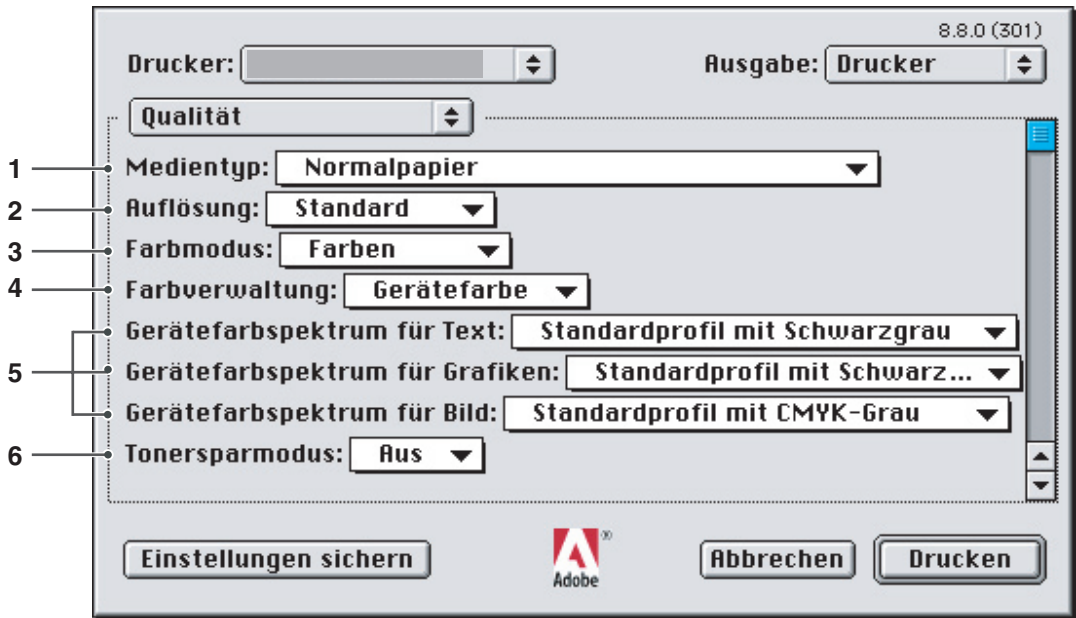 8.8.0 (301)
Drucker: Ausgabe: Drucker
Qualität
1 Medientyp: Normalpapier
2 Auflösung: Standard
3 Farbmodus: Farben
4 Farbverwaltung: Gerätefarbe
Gerätefarbspektrum für Text: Standardprofil mit Schwarzgrau
5 Gerätefarbspektrum für Grafiken: Standardprofil mit Schwarz...
Gerätefarbspektrum für Bild: Standardprofil mit CMYK-Grau
6 Tonersparmodus: Aus
Einstellungen sichern Adobe® Abbrechen Drucken